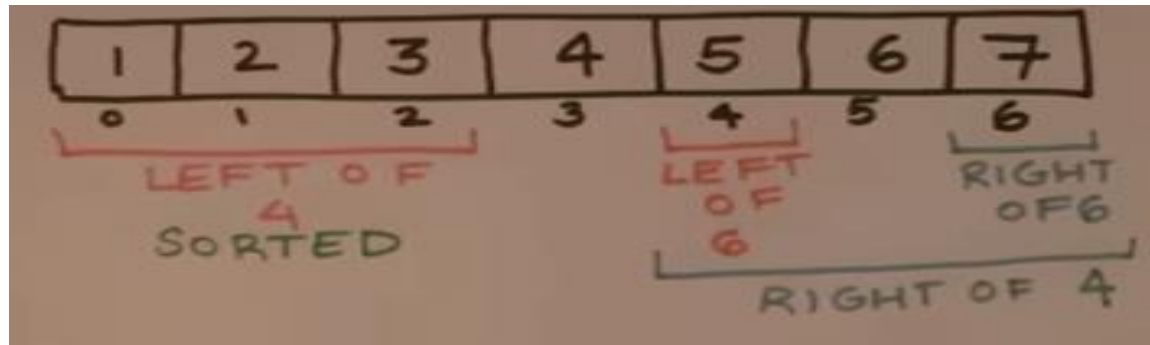 1 2 3 4 5 6 7
0 1 2 3 4 5 6
LEFT OF
4
SORTED
LEFT
OF
6
RIGHT
OF6
RIGHT OF 4